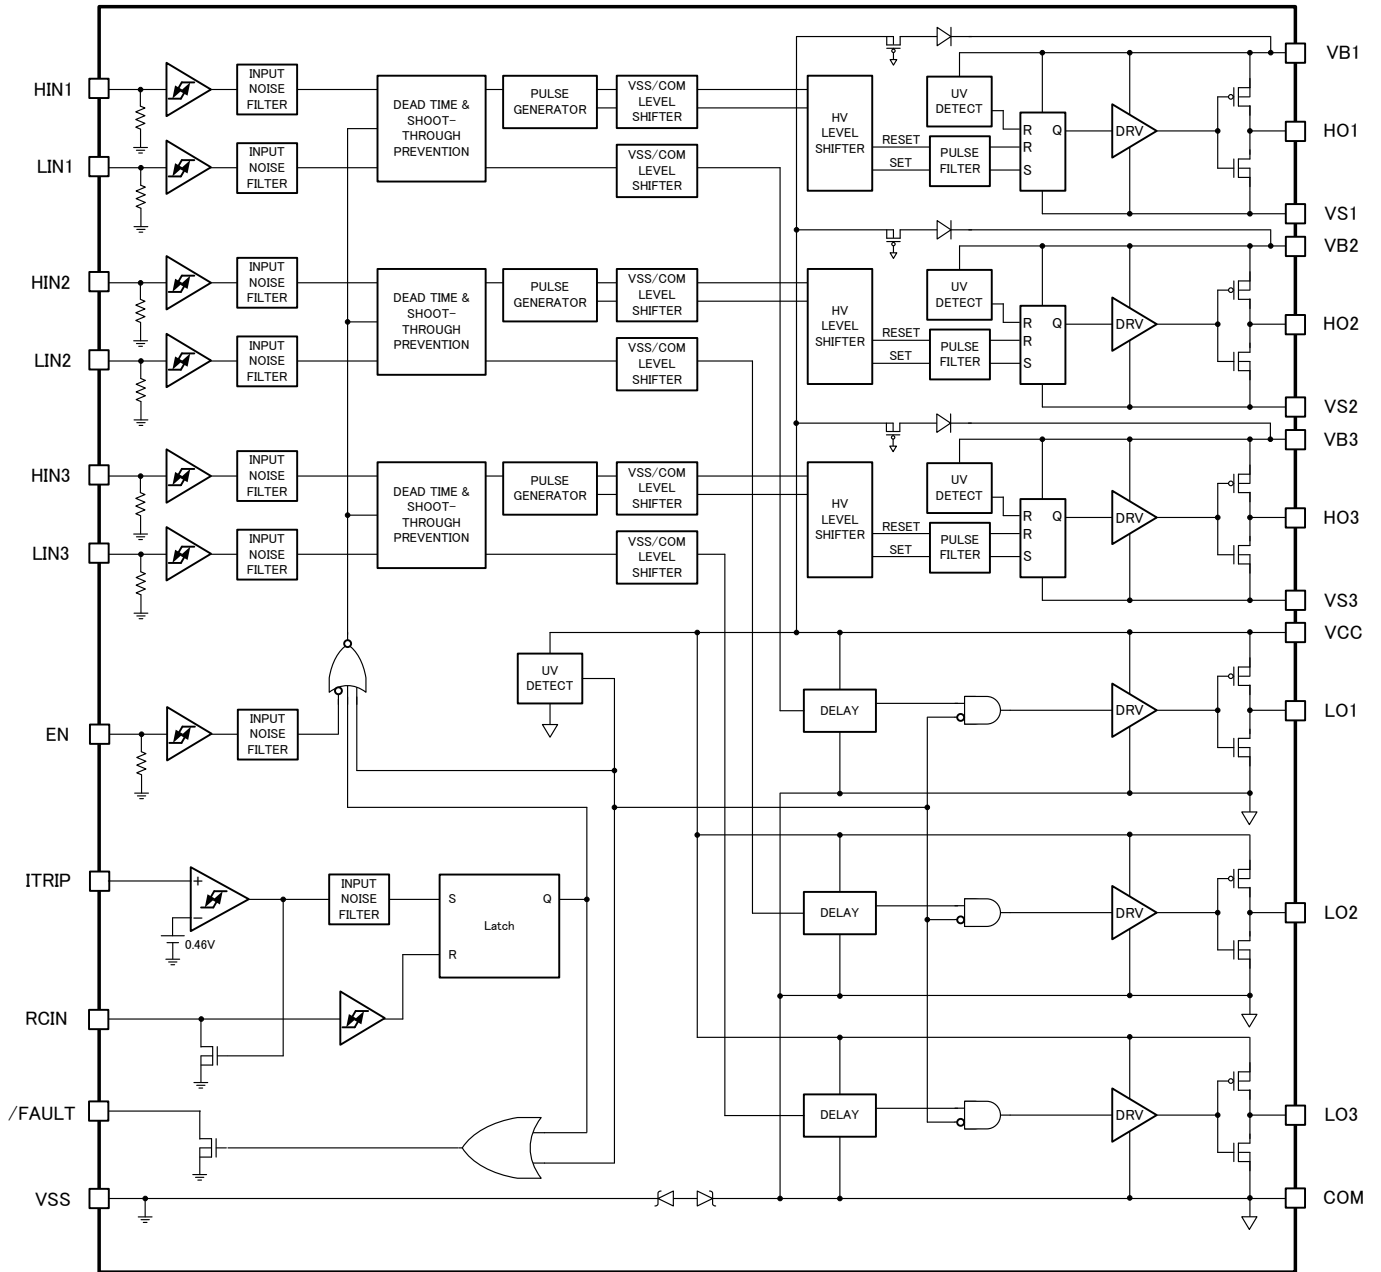 VB1
HIN1
INPUT
NOISE
FILTER
DEAD TIME &
SHOOT-
THROUGH
PREVENTION
PULSE
GENERATOR
VSS/COM
LEVEL
SHIFTER
HV
LEVEL
SHIFTER
UV
DETECT
RESET
SET
PULSE
FILTER
R
R
S
Q
DRV
HO1
LIN1
INPUT
NOISE
FILTER
VSS/COM
LEVEL
SHIFTER
VS1
VB2
HIN2
INPUT
NOISE
FILTER
DEAD TIME &
SHOOT-
THROUGH
PREVENTION
PULSE
GENERATOR
VSS/COM
LEVEL
SHIFTER
HV
LEVEL
SHIFTER
UV
DETECT
RESET
SET
PULSE
FILTER
R
R
S
Q
DRV
HO2
LIN2
INPUT
NOISE
FILTER
VSS/COM
LEVEL
SHIFTER
VS2
VB3
HIN3
INPUT
NOISE
FILTER
DEAD TIME &
SHOOT-
THROUGH
PREVENTION
PULSE
GENERATOR
VSS/COM
LEVEL
SHIFTER
HV
LEVEL
SHIFTER
UV
DETECT
RESET
SET
PULSE
FILTER
R
R
S
Q
DRV
HO3
LIN3
INPUT
NOISE
FILTER
VSS/COM
LEVEL
SHIFTER
VS3
VCC
UV
DETECT
EN
INPUT
NOISE
FILTER
DELAY
DRV
LO1
ITRIP
+
−
0.46V
INPUT
NOISE
FILTER
S
Q
Latch
R
DELAY
DRV
LO2
RCIN
/FAULT
DELAY
DRV
LO3
VSS
COM